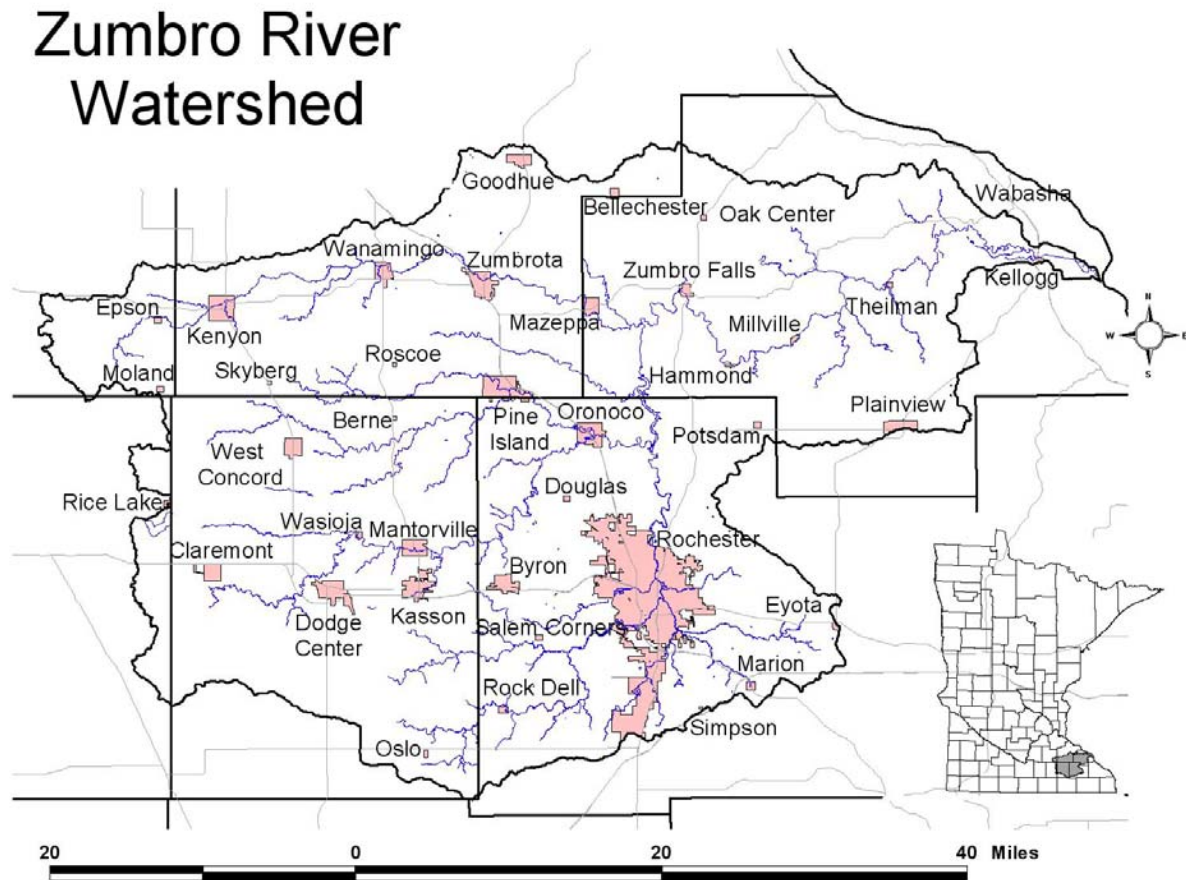 Zumbro River
Watershed
Goodhue
Bellechester
Oak Center
Wabasha
Wanamingo
Zumbrota
Zumbro Falls
Kellogg
Epson
Kenyon
Mazeppa
Theilman
Millville
Moland
Skyberg
Roscoe
Hammond
Berne
Pine
Island
Oronoco
Potsdam
Plainview
West
Concord
Rice Lake
Douglas
Wasioja
Mantorville
Rochester
Claremont
Byron
Dodge
Center
Kasson
Salem Corners
Eyota
Marion
Rock Dell
Simpson
Oslo
N
W
E
S
20
0
20
40
Miles